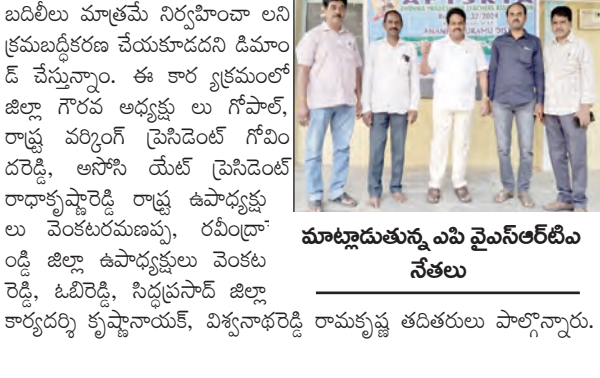 బదిలీలు మాత్రమే నిర్వహించా లని
క్రమబద్ధీకరణ చేయకూడదని డిమాం
డ్ చేస్తున్నాం. ఈ కార యక్రమంలో
జిల్లా గౌరవ అధ్యక్షు లు గోపాల్,
రాష్ట్ర వర్కింగ్ ప్రెసిడెంట్ గోవిం
దరెడ్డి, అసోసి యేట్ ప్రెసిడెంట్
రాధాకృష్ణారెడ్డి రాష్ట్ర ఉపాధ్యక్షు
లు వెంకటరమణప్ప, రవీంద్రా
ండ్డి జిల్లా ఉపాధ్యక్షులు వెంకట
రెడ్డి, ఓబిరెడ్డి, సిద్ధప్రసాద్ జిల్లా
కార్యదర్శి కృష్ణానాయక్, విశ్వనాథరెడ్డి రామకృష్ణ తదితరులు పాల్గొన్నారు.
మాట్లాడుతున్న ఎపి వైఎస్ఆర్‌టిఎ
నేతలు